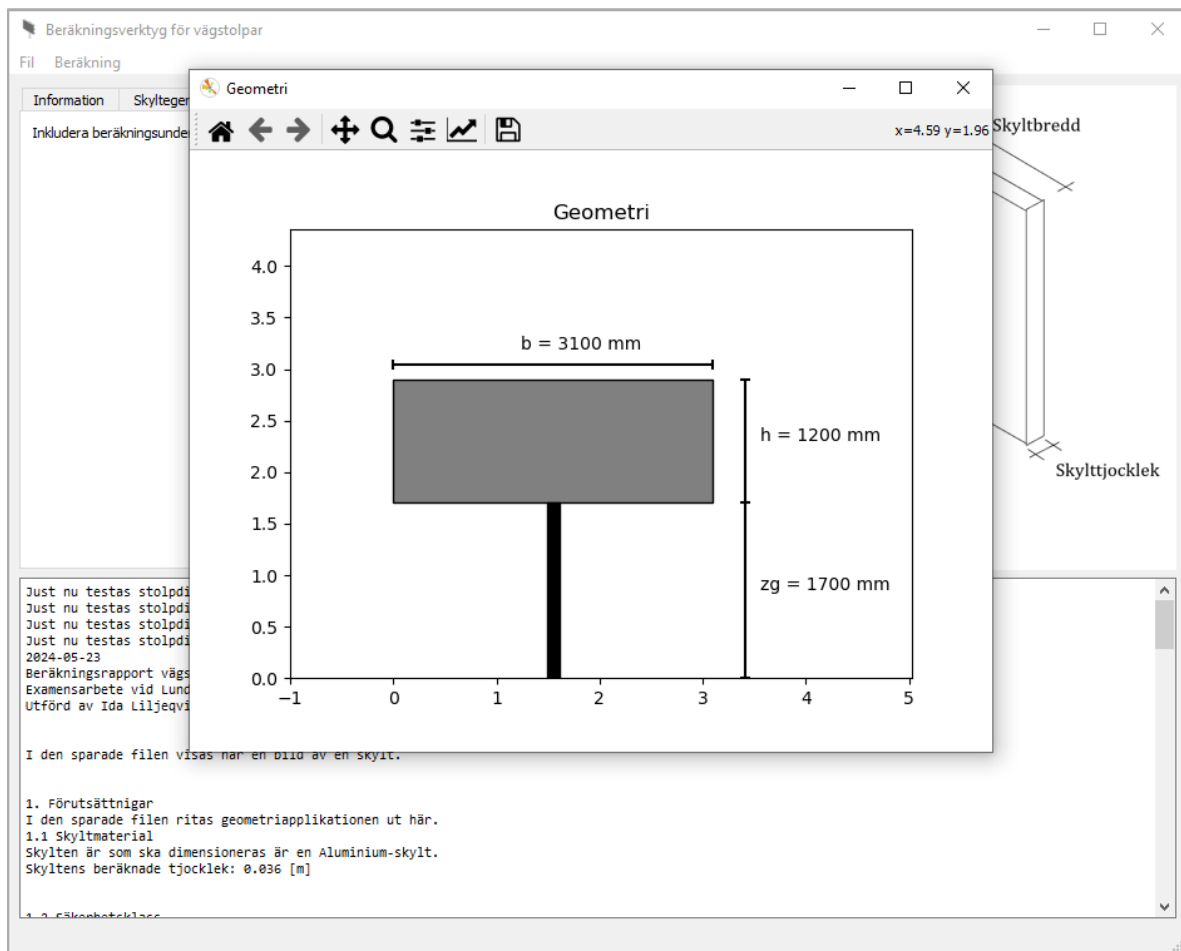 Beräkningsverktyg för vägstolpar
Fil Beräkning
Geometri
Information Skylteger
Inkludera beräkningsunder
x=4.59 y=1.96
Skyltbredd
Skylttjocklek
Geometri
4.0
3.5
3.0
2.5
2.0
1.5
1.0
0.5
0.0
−1 0 1 2 3 4 5
b = 3100 mm
h = 1200 mm
zg = 1700 mm
Just nu testas stolpdi
Just nu testas stolpdi
Just nu testas stolpdi
Just nu testas stolpdi
2024-05-23
Beräkningsrapport vägs
Examensarbete vid Lund
Utförd av Ida Liljeqvi
I den sparade filen visas här en bild av en skylt.
1. Förutsättnigar
I den sparade filen ritas geometriapplikationen ut här.
1.1 Skyltmaterial
Skylten är som ska dimensioneras är en Aluminium-skylt.
Skyltens beräknade tjocklek: 0.036 [m]
1.2 Säkerhetsklass